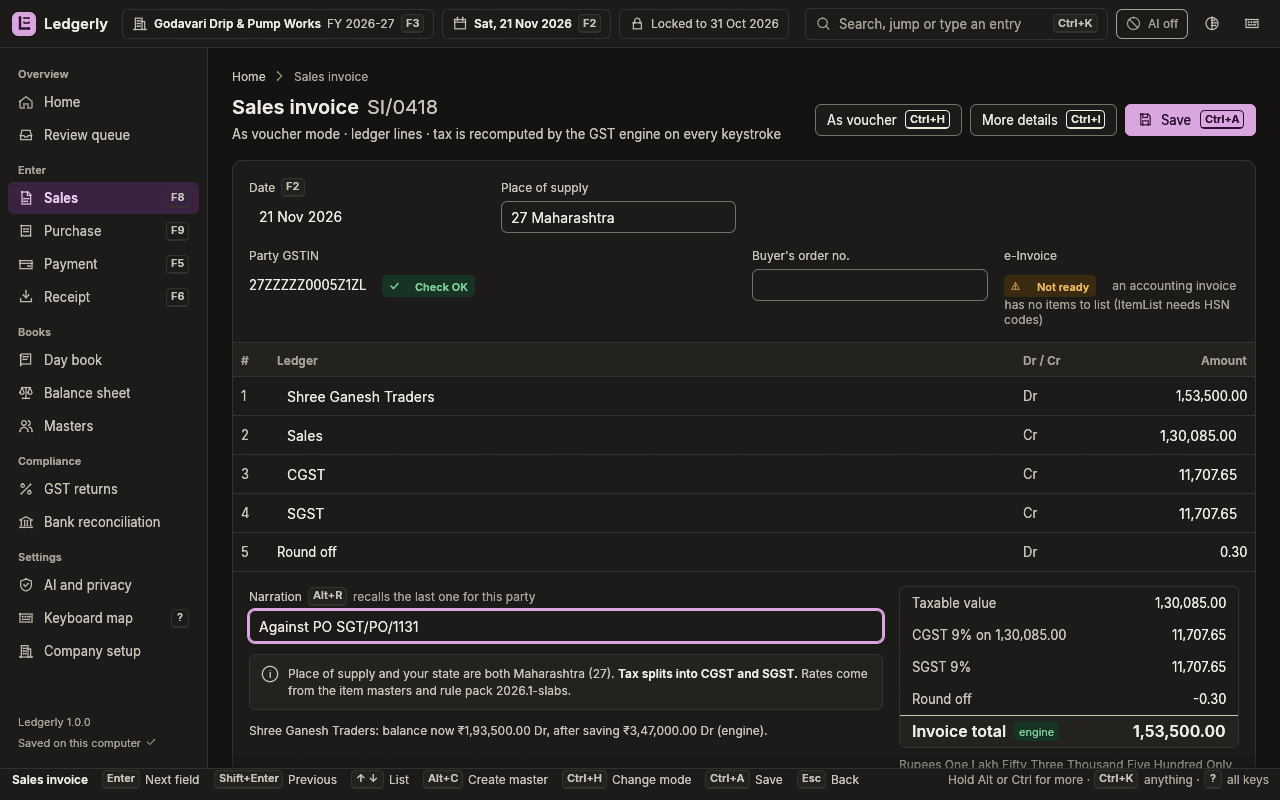 Ledgerly
Godavari Drip & Pump Works FY 2026-27 F3
Sat, 21 Nov 2026 F2
Locked to 31 Oct 2026
Search, jump or type an entry Ctrl+K
AI off
Overview
Home
Review queue
Enter
Sales F8
Purchase F9
Payment F5
Receipt F6
Books
Day book
Balance sheet
Masters
Compliance
GST returns
Bank reconciliation
Settings
AI and privacy
Keyboard map ?
Company setup
Ledgerly 1.0.0
Saved on this computer
Home Sales invoice
Sales invoice SI/0418
As voucher mode · ledger lines · tax is recomputed by the GST engine on every keystroke
As voucher Ctrl+H
More details Ctrl+I
Save Ctrl+A
Date F2
21 Nov 2026
Place of supply
27 Maharashtra
Party GSTIN
27ZZZZZ0005Z1ZL Check OK
Buyer's order no.
e-Invoice
Not ready an accounting invoice
has no items to list (ItemList needs HSN
codes)
# Ledger Dr / Cr Amount
1 Shree Ganesh Traders Dr 1,53,500.00
2 Sales Cr 1,30,085.00
3 CGST Cr 11,707.65
4 SGST Cr 11,707.65
5 Round off Dr 0.30
Narration Alt+R recalls the last one for this party
Against PO SGT/PO/1131
Place of supply and your state are both Maharashtra (27). Tax splits into CGST and SGST. Rates come
from the item masters and rule pack 2026.1-slabs.
Shree Ganesh Traders: balance now ₹1,93,500.00 Dr, after saving ₹3,47,000.00 Dr (engine).
Taxable value 1,30,085.00
CGST 9% on 1,30,085.00 11,707.65
SGST 9% 11,707.65
Round off -0.30
Invoice total engine 1,53,500.00
Rupees One Lakh Fifty Three Thousand Five Hundred Only
Sales invoice Enter Next field Shift+Enter Previous ↑↓ List Alt+C Create master Ctrl+H Change mode Ctrl+A Save Esc Back Hold Alt or Ctrl for more · Ctrl+K anything · ? all keys